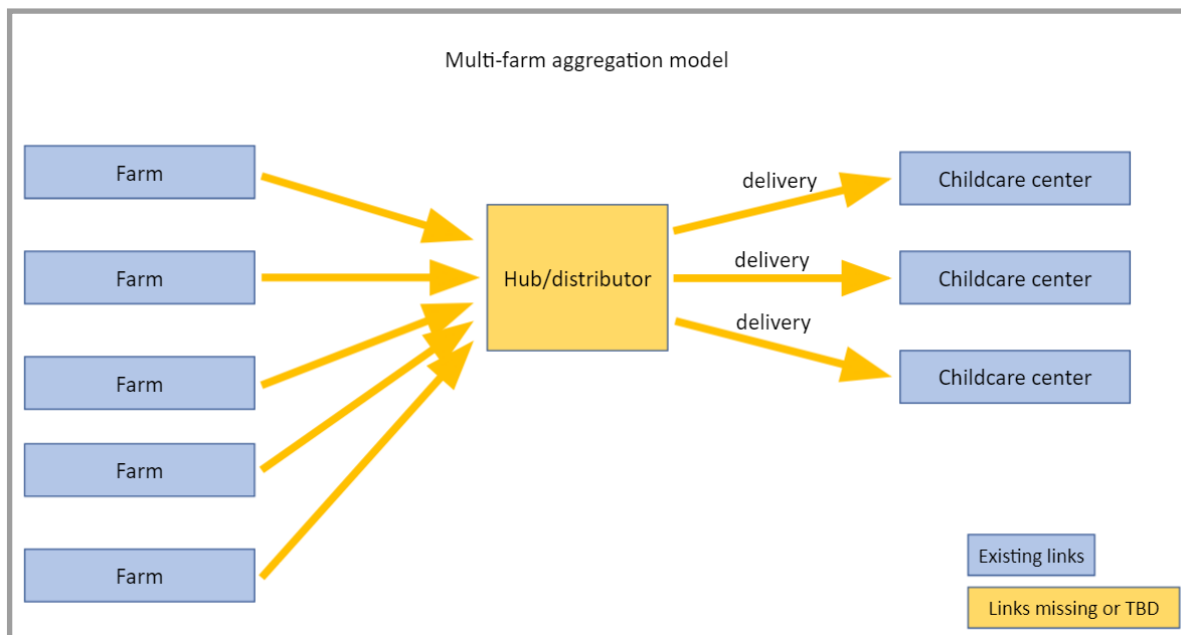 Multi-farm aggregation model
Farm
Farm
Farm
Farm
Farm
Hub/distributor
delivery
delivery
delivery
Childcare center
Childcare center
Childcare center
Existing links
Links missing or TBD